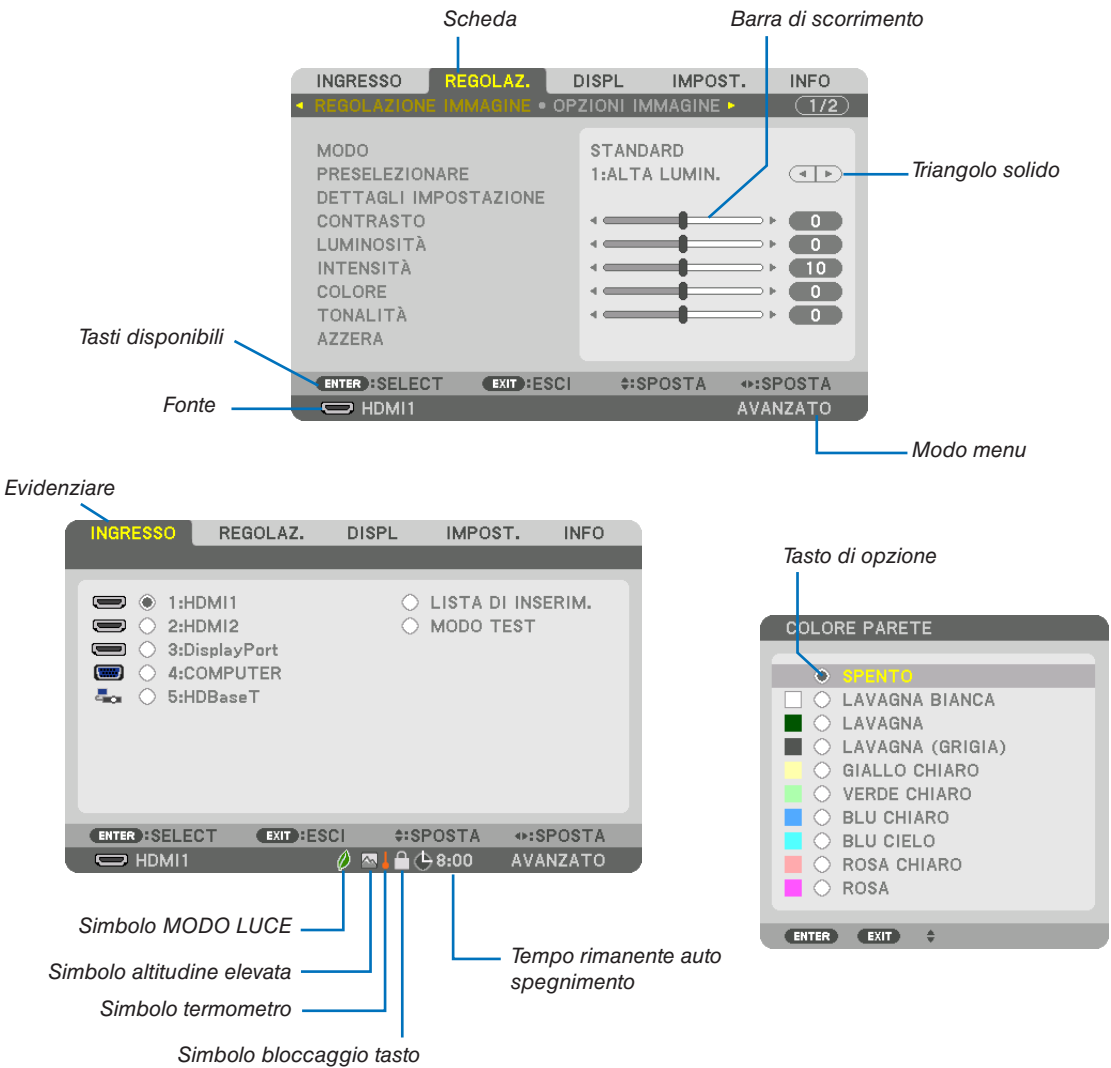 Scheda
Barra di scorrimento
INGRESSO REGOLAZ. DISPL IMPOST. INFO
REGOLAZIONE IMMAGINE • OPZIONI IMMAGINE 1/2
MODO STANDARD
PRESELEZIONARE 1:ALTA LUMIN.
Triangolo solido
DETTAGLI IMPOSTAZIONE
CONTRASTO 0
LUMINOSITÀ 0
INTENSITÀ 10
COLORE 0
TONALITÀ 0
AZZERA
Tasti disponibili
ENTER :SELECT EXIT :ESCI :SPOSTA :SPOSTA
Fonte
HDMI1 AVANZATO
Modo menu
Evidenziare
INGRESSO REGOLAZ. DISPL IMPOST. INFO
1:HDMI1 LISTA DI INSERIM.
2:HDMI2 MODO TEST
3:DisplayPort
4:COMPUTER
5:HDBaseT
ENTER :SELECT EXIT :ESCI :SPOSTA :SPOSTA
HDMI1 8:00 AVANZATO
Simbolo MODO LUCE
Simbolo altitudine elevata
Simbolo termometro
Simbolo bloccaggio tasto
Tempo rimanente auto
spegnimento
Tasto di opzione
COLORE PARETE
SPENTO
LAVAGNA BIANCA
LAVAGNA
LAVAGNA (GRIGIA)
GIALLO CHIARO
VERDE CHIARO
BLU CHIARO
BLU CIELO
ROSA CHIARO
ROSA
ENTER EXIT